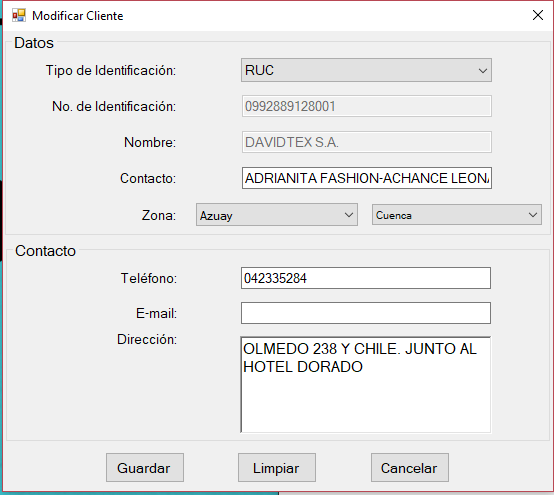 Modificar Cliente
Datos
Tipo de Identificación: RUC
No. de Identificación: 0992889128001
Nombre: DAVIDTEX S.A.
Contacto: ADRIANITA FASHION-ACHANCE LEON
Zona: Azuay Cuenca
Contacto
Teléfono: 042335284
E-mail:
Dirección: OLMEDO 238 Y CHILE. JUNTO AL
HOTEL DORADO
Guardar Limpiar Cancelar